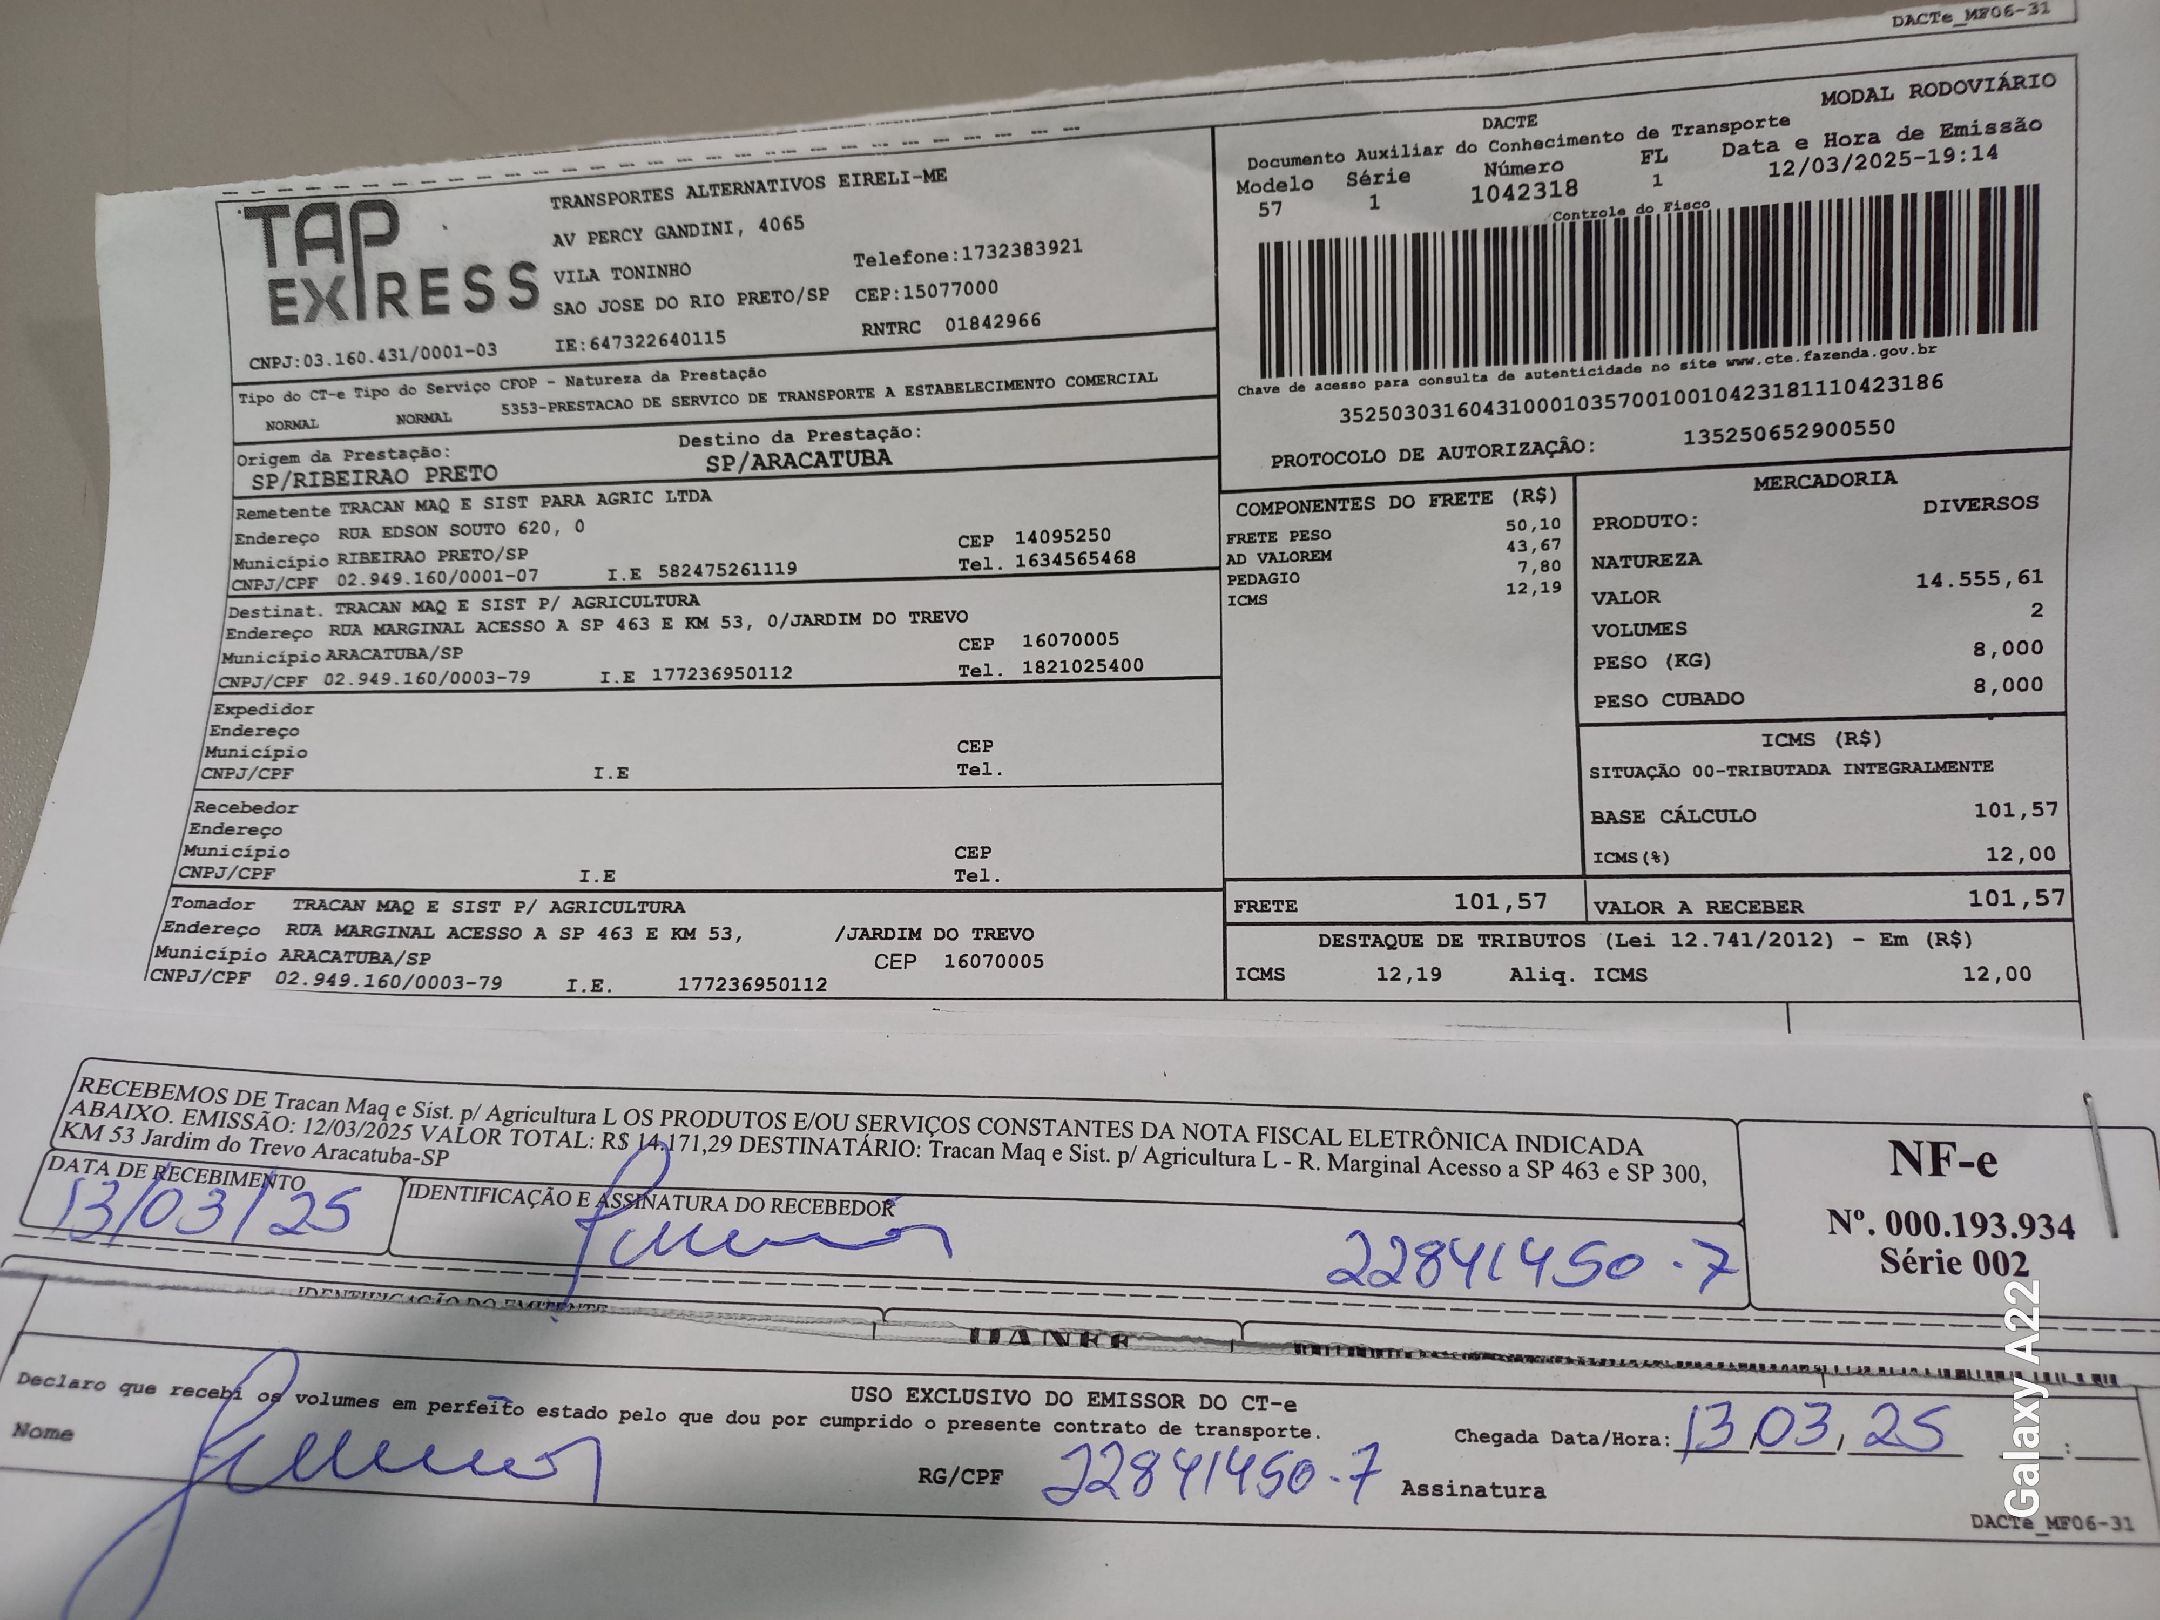 DACTe_MF06-31
MODAL RODOVIÁRIO
TAP EXPRESS
TRANSPORTES ALTERNATIVOS EIRELI-ME
AV PERCY GANDINI, 4065
VILA TONINHO Telefone:1732383921
SAO JOSE DO RIO PRETO/SP CEP:15077000
CNPJ:03.160.431/0001-03 IE:647322640115 RNTRC 01842966
DACTE
Documento Auxiliar do Conhecimento de Transporte
Modelo Série Número FL Data e Hora de Emissão
57 1 1042318 1 12/03/2025-19:14
Controle do Fisco
Chave de acesso para consulta de autenticidade no site www.cte.fazenda.gov.br
35250303160431000103570010010423181110423186
PROTOCOLO DE AUTORIZAÇÃO: 135250652900550
Tipo do CT-e Tipo do Serviço CFOP - Natureza da Prestação
NORMAL NORMAL 5353-PRESTACAO DE SERVICO DE TRANSPORTE A ESTABELECIMENTO COMERCIAL
Origem da Prestação: Destino da Prestação:
SP/RIBEIRAO PRETO SP/ARACATUBA
Remetente TRACAN MAQ E SIST PARA AGRIC LTDA
Endereço RUA EDSON SOUTO 620, 0
Município RIBEIRAO PRETO/SP CEP 14095250
CNPJ/CPF 02.949.160/0001-07 I.E 582475261119 Tel. 1634565468
Destinat. TRACAN MAQ E SIST P/ AGRICULTURA
Endereço RUA MARGINAL ACESSO A SP 463 E KM 53, 0/JARDIM DO TREVO
Município ARACATUBA/SP CEP 16070005
CNPJ/CPF 02.949.160/0003-79 I.E 177236950112 Tel. 1821025400
Expedidor
Endereço
Município CEP
CNPJ/CPF I.E Tel.
Recebedor
Endereço
Município CEP
CNPJ/CPF I.E Tel.
Tomador TRACAN MAQ E SIST P/ AGRICULTURA
Endereço RUA MARGINAL ACESSO A SP 463 E KM 53, /JARDIM DO TREVO
Município ARACATUBA/SP CEP 16070005
CNPJ/CPF 02.949.160/0003-79 I.E. 177236950112
COMPONENTES DO FRETE (R$)
FRETE PESO 50,10
AD VALOREM 43,67
PEDAGIO 7,80
ICMS 12,19
MERCADORIA
PRODUTO: DIVERSOS
NATUREZA
VALOR 14.555,61
VOLUMES 2
PESO (KG) 8,000
PESO CUBADO 8,000
ICMS (R$)
SITUAÇÃO 00-TRIBUTADA INTEGRALMENTE
BASE CÁLCULO 101,57
ICMS(%) 12,00
FRETE 101,57 VALOR A RECEBER 101,57
DESTAQUE DE TRIBUTOS (Lei 12.741/2012) - Em (R$)
ICMS 12,19 Aliq. ICMS 12,00
RECEBEMOS DE Tracan Maq e Sist. p/ Agricultura L OS PRODUTOS E/OU SERVIÇOS CONSTANTES DA NOTA FISCAL ELETRÔNICA INDICADA
ABAIXO. EMISSÃO: 12/03/2025 VALOR TOTAL: R$ 14.171,29 DESTINATÁRIO: Tracan Maq e Sist. p/ Agricultura L - R. Marginal Acesso a SP 463 e SP 300,
KM 53 Jardim do Trevo Aracatuba-SP
DATA DE RECEBIMENTO IDENTIFICAÇÃO E ASSINATURA DO RECEBEDOR
13/03/25 22841450-7
NF-e
Nº. 000.193.934
Série 002
IDENTIFICAÇÃO DO EMITENTE
DANFE
USO EXCLUSIVO DO EMISSOR DO CT-e
Declaro que recebi os volumes em perfeito estado pelo que dou por cumprido o presente contrato de transporte.
Chegada Data/Hora: 13,03,25 :
Nome RG/CPF 22841450-7 Assinatura
DACTe_MF06-31
Galaxy A22